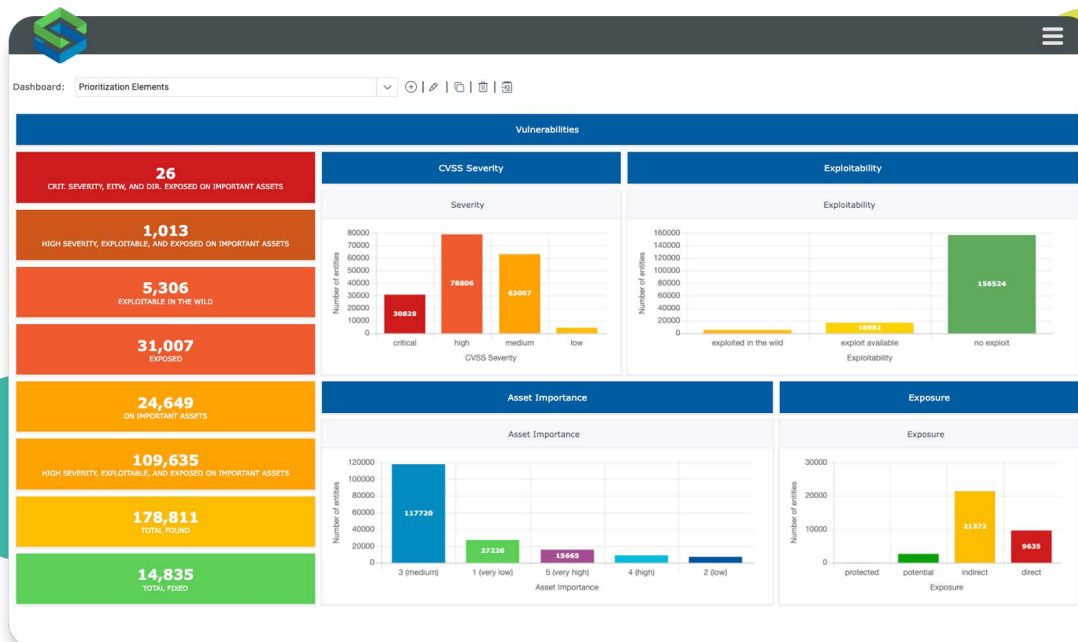 Dashboard: Prioritization Elements
Vulnerabilities
26
CRIT. SEVERITY, EITW, AND DIR. EXPOSED ON IMPORTANT ASSETS
1,013
HIGH SEVERITY, EXPLOITABLE, AND EXPOSED ON IMPORTANT ASSETS
5,306
EXPLOITABLE IN THE WILD
31,007
EXPOSED
24,649
ON IMPORTANT ASSETS
109,635
HIGH SEVERITY, EXPLOITABLE, AND EXPOSED ON IMPORTANT ASSETS
178,811
TOTAL FOUND
14,835
TOTAL FIXED
CVSS Severity
Severity
Number of entities
80000
70000
60000
50000
40000
30000
20000
10000
0
30829
78806
63007
critical high medium low
CVSS Severity
Exploitability
Exploitability
Number of entities
160000
140000
120000
100000
80000
60000
40000
20000
0
16981
156524
exploited in the wild exploit available no exploit
Exploitability
Asset Importance
Asset Importance
Number of entities
120000
100000
80000
60000
40000
20000
0
117720
27220
15665
3 (medium) 1 (very low) 5 (very high) 4 (high) 2 (low)
Asset Importance
Exposure
Exposure
Number of entities
30000
20000
10000
0
21372
9635
protected potential indirect direct
Exposure